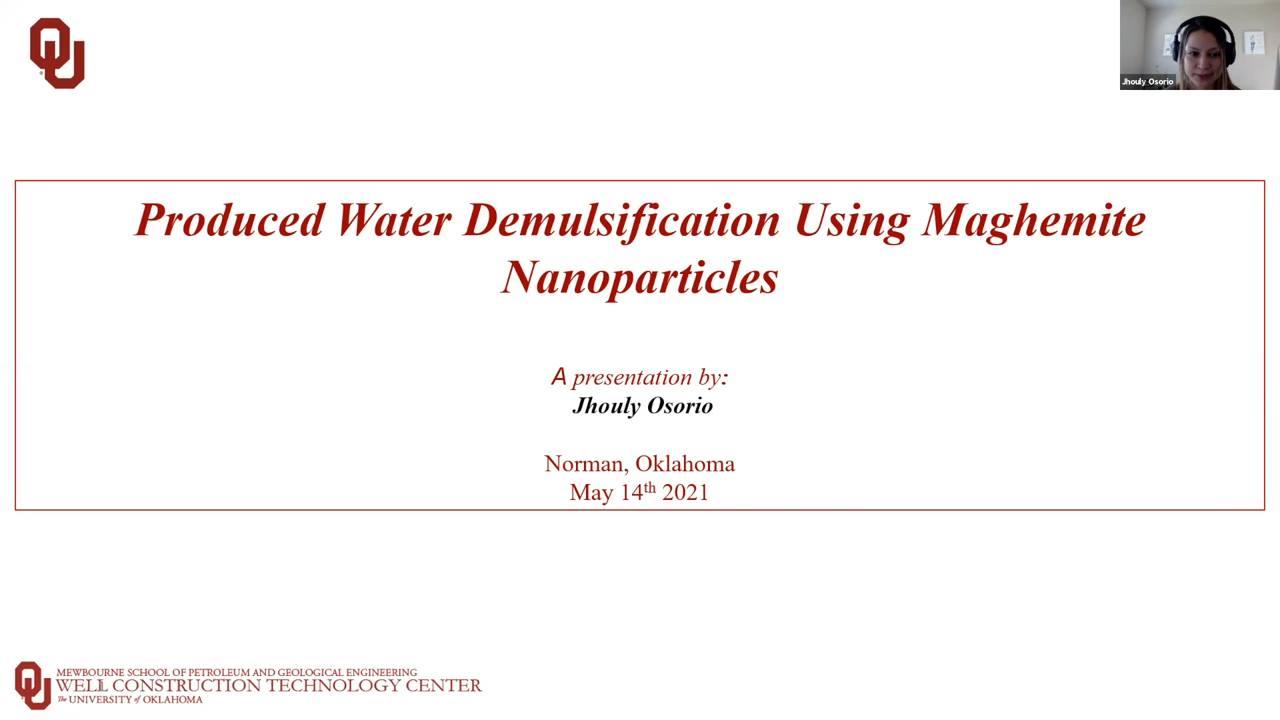 OU
Jhouly Osorio
Produced Water Demulsification Using Maghemite
Nanoparticles
A presentation by:
Jhouly Osorio
Norman, Oklahoma
May 14th 2021
OU
MEWBOURNE SCHOOL OF PETROLEUM AND GEOLOGICAL ENGINEERING
WELL CONSTRUCTION TECHNOLOGY CENTER
The UNIVERSITY of OKLAHOMA